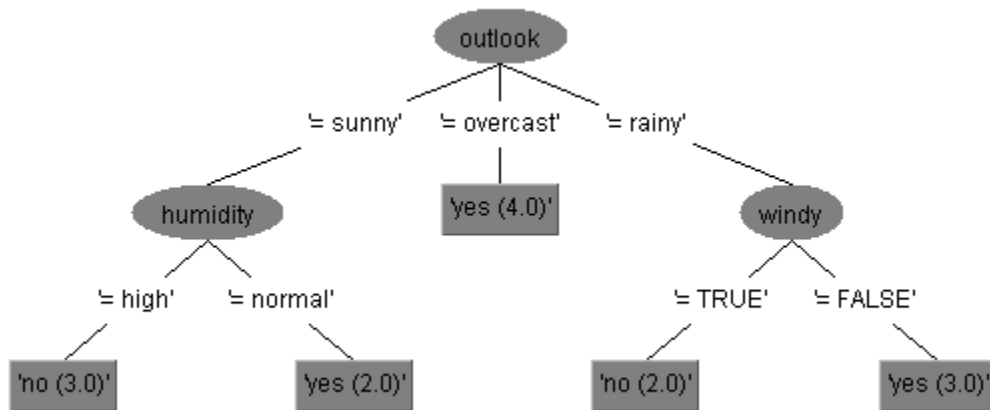 outlook
'= sunny' '= overcast' '= rainy'
humidity 'yes (4.0)' windy
'= high' '= normal' '= TRUE' '= FALSE'
'no (3.0)' 'yes (2.0)' 'no (2.0)' 'yes (3.0)'